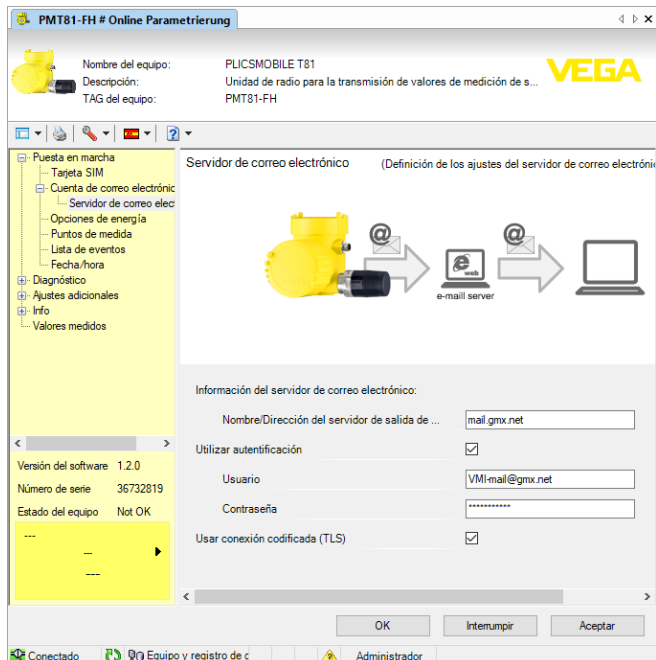 PMT81-FH # Online Parametrierung
Nombre del equipo: PLICSMOBILE T81
Descripción: Unidad de radio para la transmisión de valores de medición de s...
TAG del equipo: PMT81-FH
VEGA
Puesta en marcha
Tarjeta SIM
Cuenta de correo electrónic
Servidor de correo elec
Opciones de energía
Puntos de medida
Lista de eventos
Fecha/hora
Diagnóstico
Ajustes adicionales
Info
Valores medidos
Versión del software 1.2.0
Número de serie 36732819
Estado del equipo Not OK
---
--
---
Servidor de correo electrónico (Definición de los ajustes del servidor de correo electróni
@ @
e web
e-maill server
Información del servidor de correo electrónico:
Nombre/Dirección del servidor de salida de ... mail.gmx.net
Utilizar autentificación
Usuario VMI-mail@gmx.net
Contraseña ***********
Usar conexión codificada (TLS)
OK Interrumpir Aceptar
Conectado Equipo y registro de d Administrador